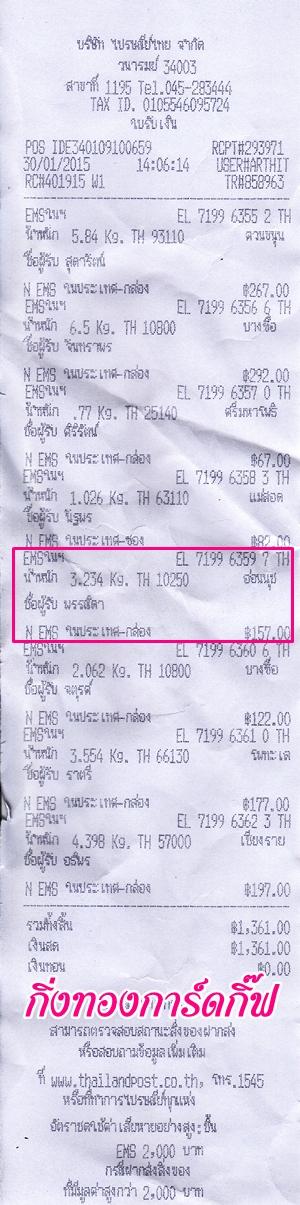 บริษัท ไปรษณีย์ไทย จำกัด
วนารมย์ 34003
สาขาที่ 1195 Tel.045-283444
TAX ID. 0105546095724
ใบรับเงิน
POS IDE340109100659 RCPT#293971
30/01/2015 14:06:14 USER#ARTHIT
RC#401915 W1 TR#858963
EMSในฯ EL 7199 6355 2 TH
น้ำหนัก 5.84 Kg. TH 93110 ควนขนุน
ชื่อผู้รับ สุดารัตน์
N EMS ในประเทศ-กล่อง ฿267.00
EMSในฯ EL 7199 6356 6 TH
น้ำหนัก 6.5 Kg. TH 10800 บางซื่อ
ชื่อผู้รับ จันทราพร
N EMS ในประเทศ-กล่อง ฿292.00
EMSในฯ EL 7199 6357 0 TH
น้ำหนัก .77 Kg. TH 25140 ศรีมหาโพธิ
ชื่อผู้รับ ศิริรัตน์
N EMS ในประเทศ-กล่อง ฿67.00
EMSในฯ EL 7199 6358 3 TH
น้ำหนัก 1.026 Kg. TH 63110 แม่สอด
ชื่อผู้รับ นิฐพร
N EMS ในประเทศ-ซอง ฿82.00
EMSในฯ EL 7199 6359 7 TH
น้ำหนัก 3.234 Kg. TH 10250 อ่อนนุช
ชื่อผู้รับ พรรสิตา
N EMS ในประเทศ-กล่อง ฿157.00
EMSในฯ EL 7199 6360 6 TH
น้ำหนัก 2.062 Kg. TH 10800 บางซื่อ
ชื่อผู้รับ จตุรต์
N EMS ในประเทศ-กล่อง ฿122.00
EMSในฯ EL 7199 6361 0 TH
น้ำหนัก 3.554 Kg. TH 66130 ทับคล้อ
ชื่อผู้รับ ราตรี
N EMS ในประเทศ-กล่อง ฿177.00
EMSในฯ EL 7199 6362 3 TH
น้ำหนัก 4.398 Kg. TH 57000 เชียงราย
ชื่อผู้รับ อธิพร
N EMS ในประเทศ-กล่อง ฿197.00
รวมทั้งสิ้น ฿1,361.00
เงินสด ฿1,361.00
เงินทอน ฿0.00
กิ่งทองการ์ดกิ๊ฟ
สามารถตรวจสอบสถานะสิ่งของฝากส่ง
หรือสอบถามข้อมูลเพิ่มเติม
ที่ www.thailandpost.co.th, โทร.1545
หรือที่ทำการไปรษณีย์ทุกแห่ง
อัตราชดใช้ค่าเสียหายอย่างสูง:ชิ้น
EMS 2,000 บาท
กรณีฝากส่งสิ่งของ
ที่มีมูลค่าสูงกว่า 2,000 บาท